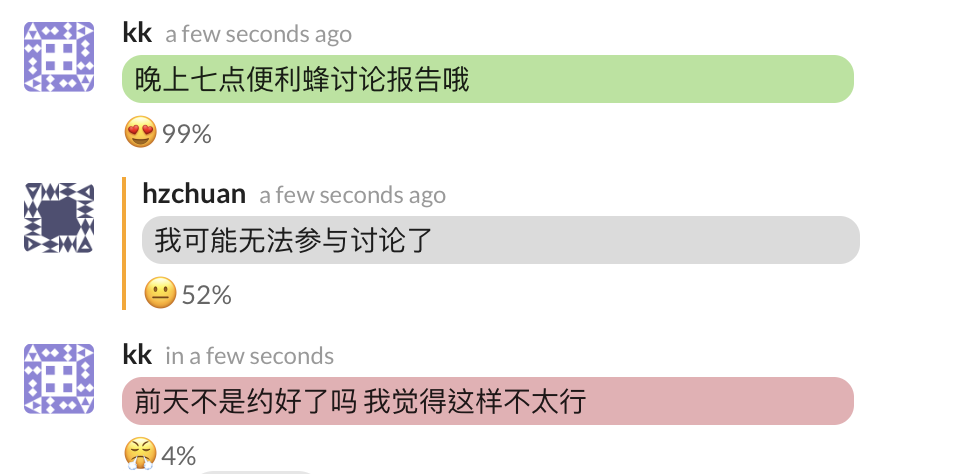 kk a few seconds ago
晚上七点便利蜂讨论报告哦
😍 99%
hzchuan a few seconds ago
我可能无法参与讨论了
😐 52%
kk in a few seconds
前天不是约好了吗 我觉得这样不太行
😤 4%